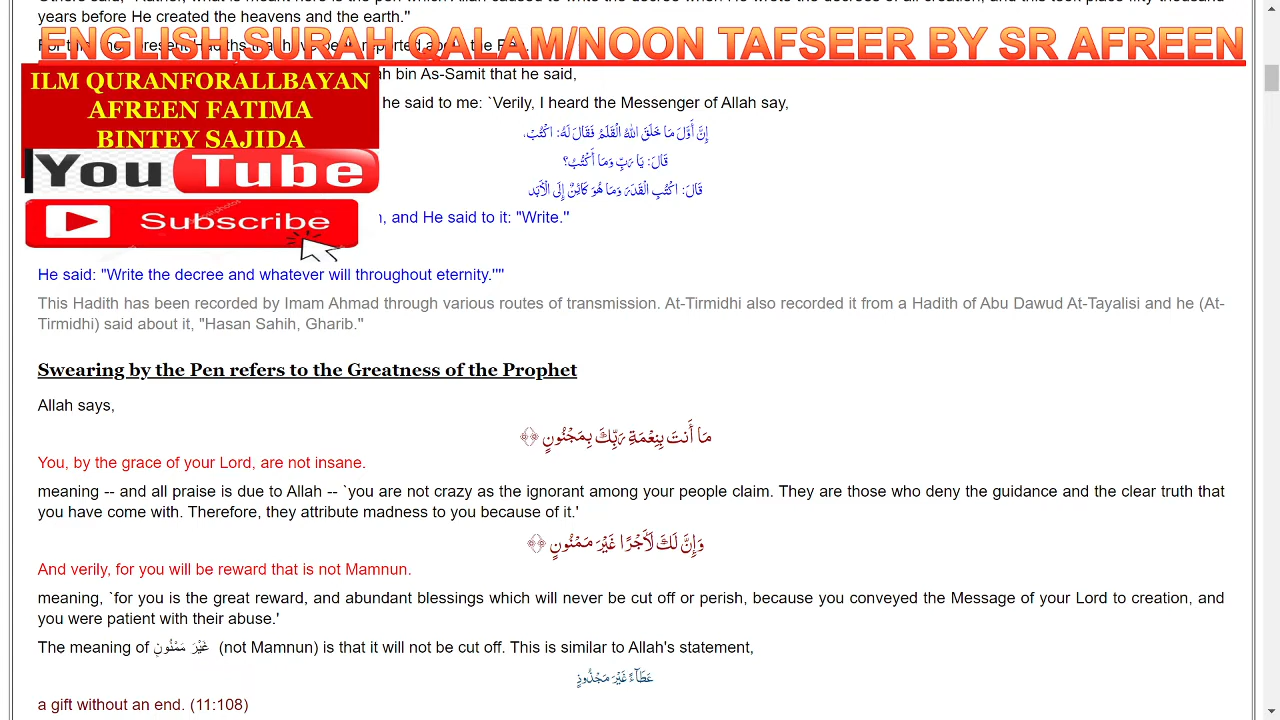 years before He created the heavens and the earth."
ENGLISH,SURAH QALAM/NOON TAFSEER BY SR AFREEN
ILM QURANFORALLBAYAN
AFREEN FATIMA
BINTEY SAJIDA
You Tube
Subscribe
ah bin As-Samit that he said,
he said to me: `Verily, I heard the Messenger of Allah say,
إِنَّ أَوَّلَ مَا خَلَقَ اللهُ الْقَلَمُ فَقَالَ لَهُ: اكْتُبْ.
قَالَ: يَا رَبِّ وَمَا أَكْتُبُ؟
قَالَ: اكْتُبِ الْقَدَرَ وَمَا هُوَ كَائِنٌ إِلَى الْأَبَد
, and He said to it: "Write."
He said: "Write the decree and whatever will throughout eternity.""
This Hadith has been recorded by Imam Ahmad through various routes of transmission. At-Tirmidhi also recorded it from a Hadith of Abu Dawud At-Tayalisi and he (At-
Tirmidhi) said about it, "Hasan Sahih, Gharib."
Swearing by the Pen refers to the Greatness of the Prophet
Allah says,
مَا أَنتَ بِنِعْمَةِ رَبِّكَ بِمَجْنُونٍ
You, by the grace of your Lord, are not insane.
meaning -- and all praise is due to Allah -- `you are not crazy as the ignorant among your people claim. They are those who deny the guidance and the clear truth that
you have come with. Therefore, they attribute madness to you because of it.'
وَإِنَّ لَكَ لَأَجْرًا غَيْرَ مَمْنُونٍ
And verily, for you will be reward that is not Mamnun.
meaning, `for you is the great reward, and abundant blessings which will never be cut off or perish, because you conveyed the Message of your Lord to creation, and
you were patient with their abuse.'
The meaning of غَيْرَ مَمْنُونٍ (not Mamnun) is that it will not be cut off. This is similar to Allah's statement,
عَطَآءً غَيْرَ مَجْذُوذٍ
a gift without an end. (11:108)